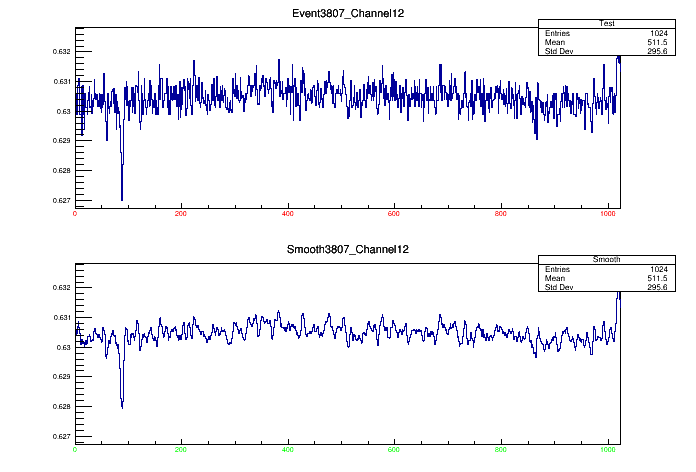 Event3807_Channel12
Test
Entries 1024
Mean 511.5
Std Dev 295.6
0.632
0.631
0.63
0.629
0.628
0.627
0 200 400 600 800 1000
Smooth3807_Channel12
Smooth
Entries 1024
Mean 511.5
Std Dev 295.6
0.632
0.631
0.63
0.629
0.628
0.627
0 200 400 600 800 1000